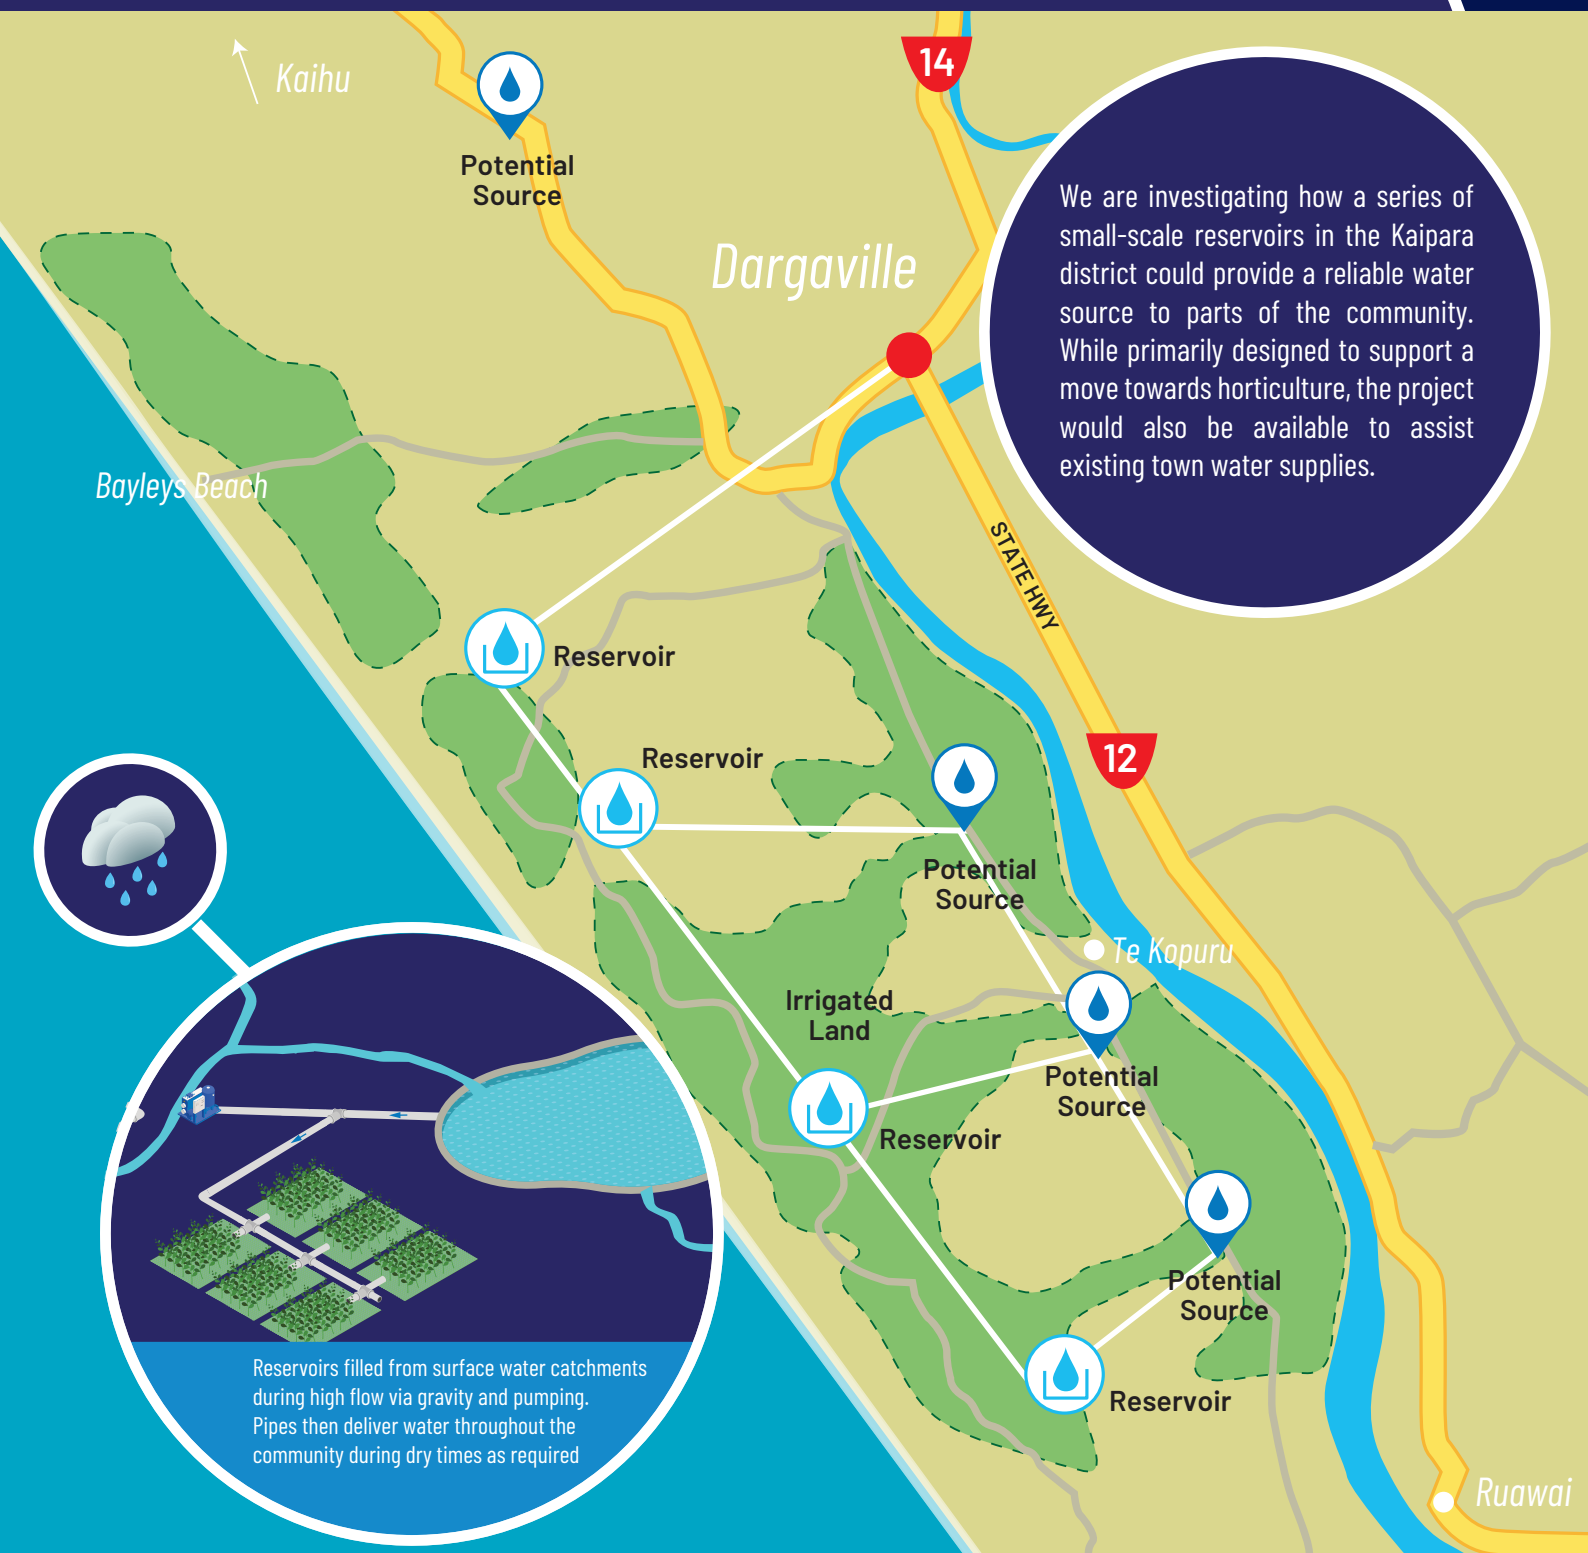 Kaihu
14
Potential
Source
We are investigating how a series of
small-scale reservoirs in the Kaipara
district could provide a reliable water
source to parts of the community.
While primarily designed to support a
move towards horticulture, the project
would also be available to assist
existing town water supplies.
Dargaville
Bayleys Beach
STATE HWY
Reservoir
12
Reservoir
Potential
Source
Te Kopuru
Irrigated
Land
Potential
Source
Reservoir
Potential
Source
Reservoir
Reservoirs filled from surface water catchments
during high flow via gravity and pumping.
Pipes then deliver water throughout the
community during dry times as required
Ruawai